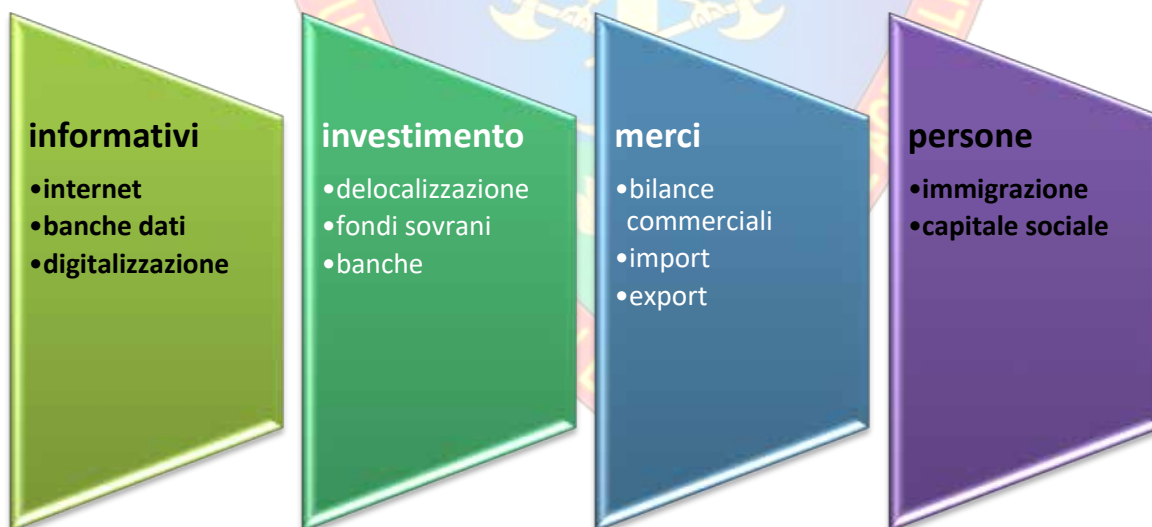 informativi
•internet
•banche dati
•digitalizzazione
investimento
•delocalizzazione
•fondi sovrani
•banche
merci
•bilance
commerciali
•import
•export
persone
•immigrazione
•capitale sociale